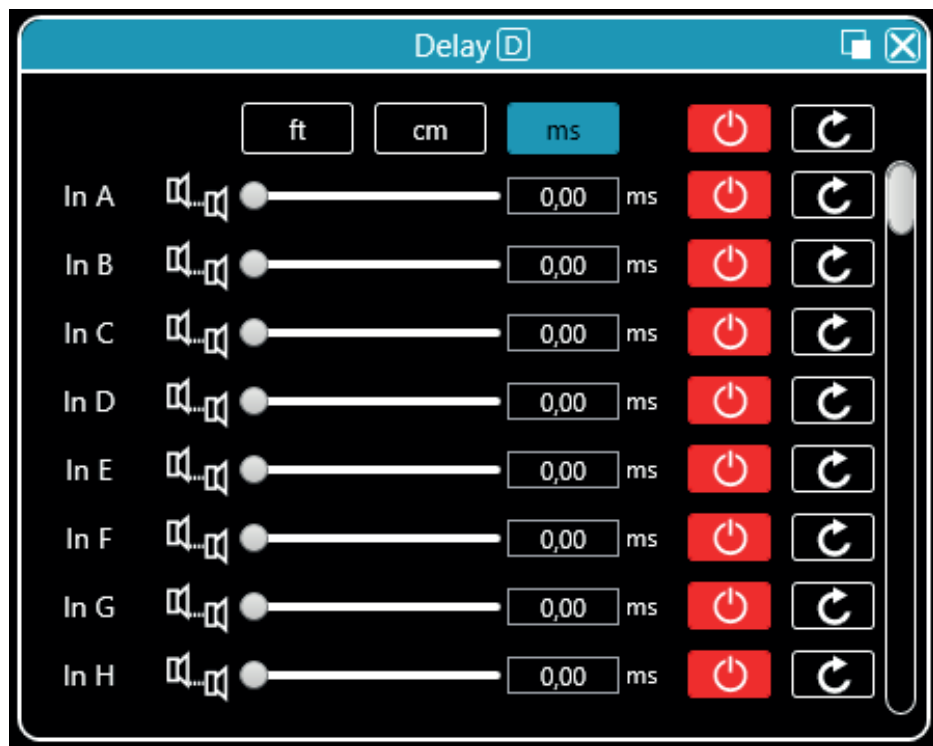 Delay D
ft cm ms
In A 0,00 ms
In B 0,00 ms
In C 0,00 ms
In D 0,00 ms
In E 0,00 ms
In F 0,00 ms
In G 0,00 ms
In H 0,00 ms